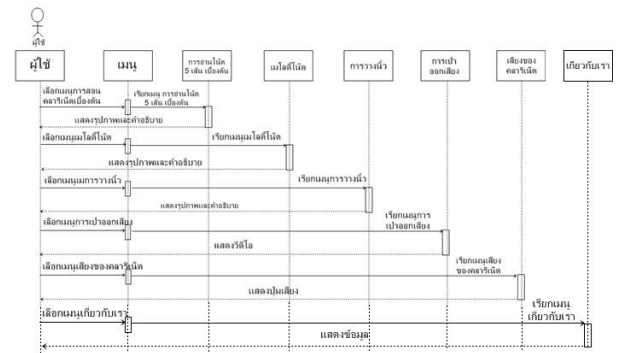 ผู้ใช้
ผู้ใช้
เมนู
การอ่านโน้ต
5 เส้น เบื้องต้น
เมโลดี้โน้ต
การวางนิ้ว
การเป่า
ออกเสียง
เสียงของ
คลาริเน็ต
เกี่ยวกับเรา
เลือกเมนูการสอน
คลาริเน็ตเบื้องต้น
เรียกเมนู การอ่านโน้ต
5 เส้น เบื้องต้น
แสดงรูปภาพและคำอธิบาย
เลือกเมนูเมโลดี้โน้ต
เรียกเมนูเมโลดี้โน้ต
แสดงรูปภาพและคำอธิบาย
เลือกเมนูเมการวางนิ้ว
เรียกเมนูการวางนิ้ว
แสดงรูปภาพและคำอธิบาย
เลือกเมนูการเป่าออกเสียง
เรียกเมนูการ
เป่าออกเสียง
แสดงวีดีโอ
เลือกเมนูเสียงของคลาริเน็ต
เรียกเมนูเสียง
ของคลาริเน็ต
แสดงปุ่มเสียง
เลือกเมนูเกี่ยวกับเรา
เรียกเมนู
เกี่ยวกับเรา
แสดงข้อมูล